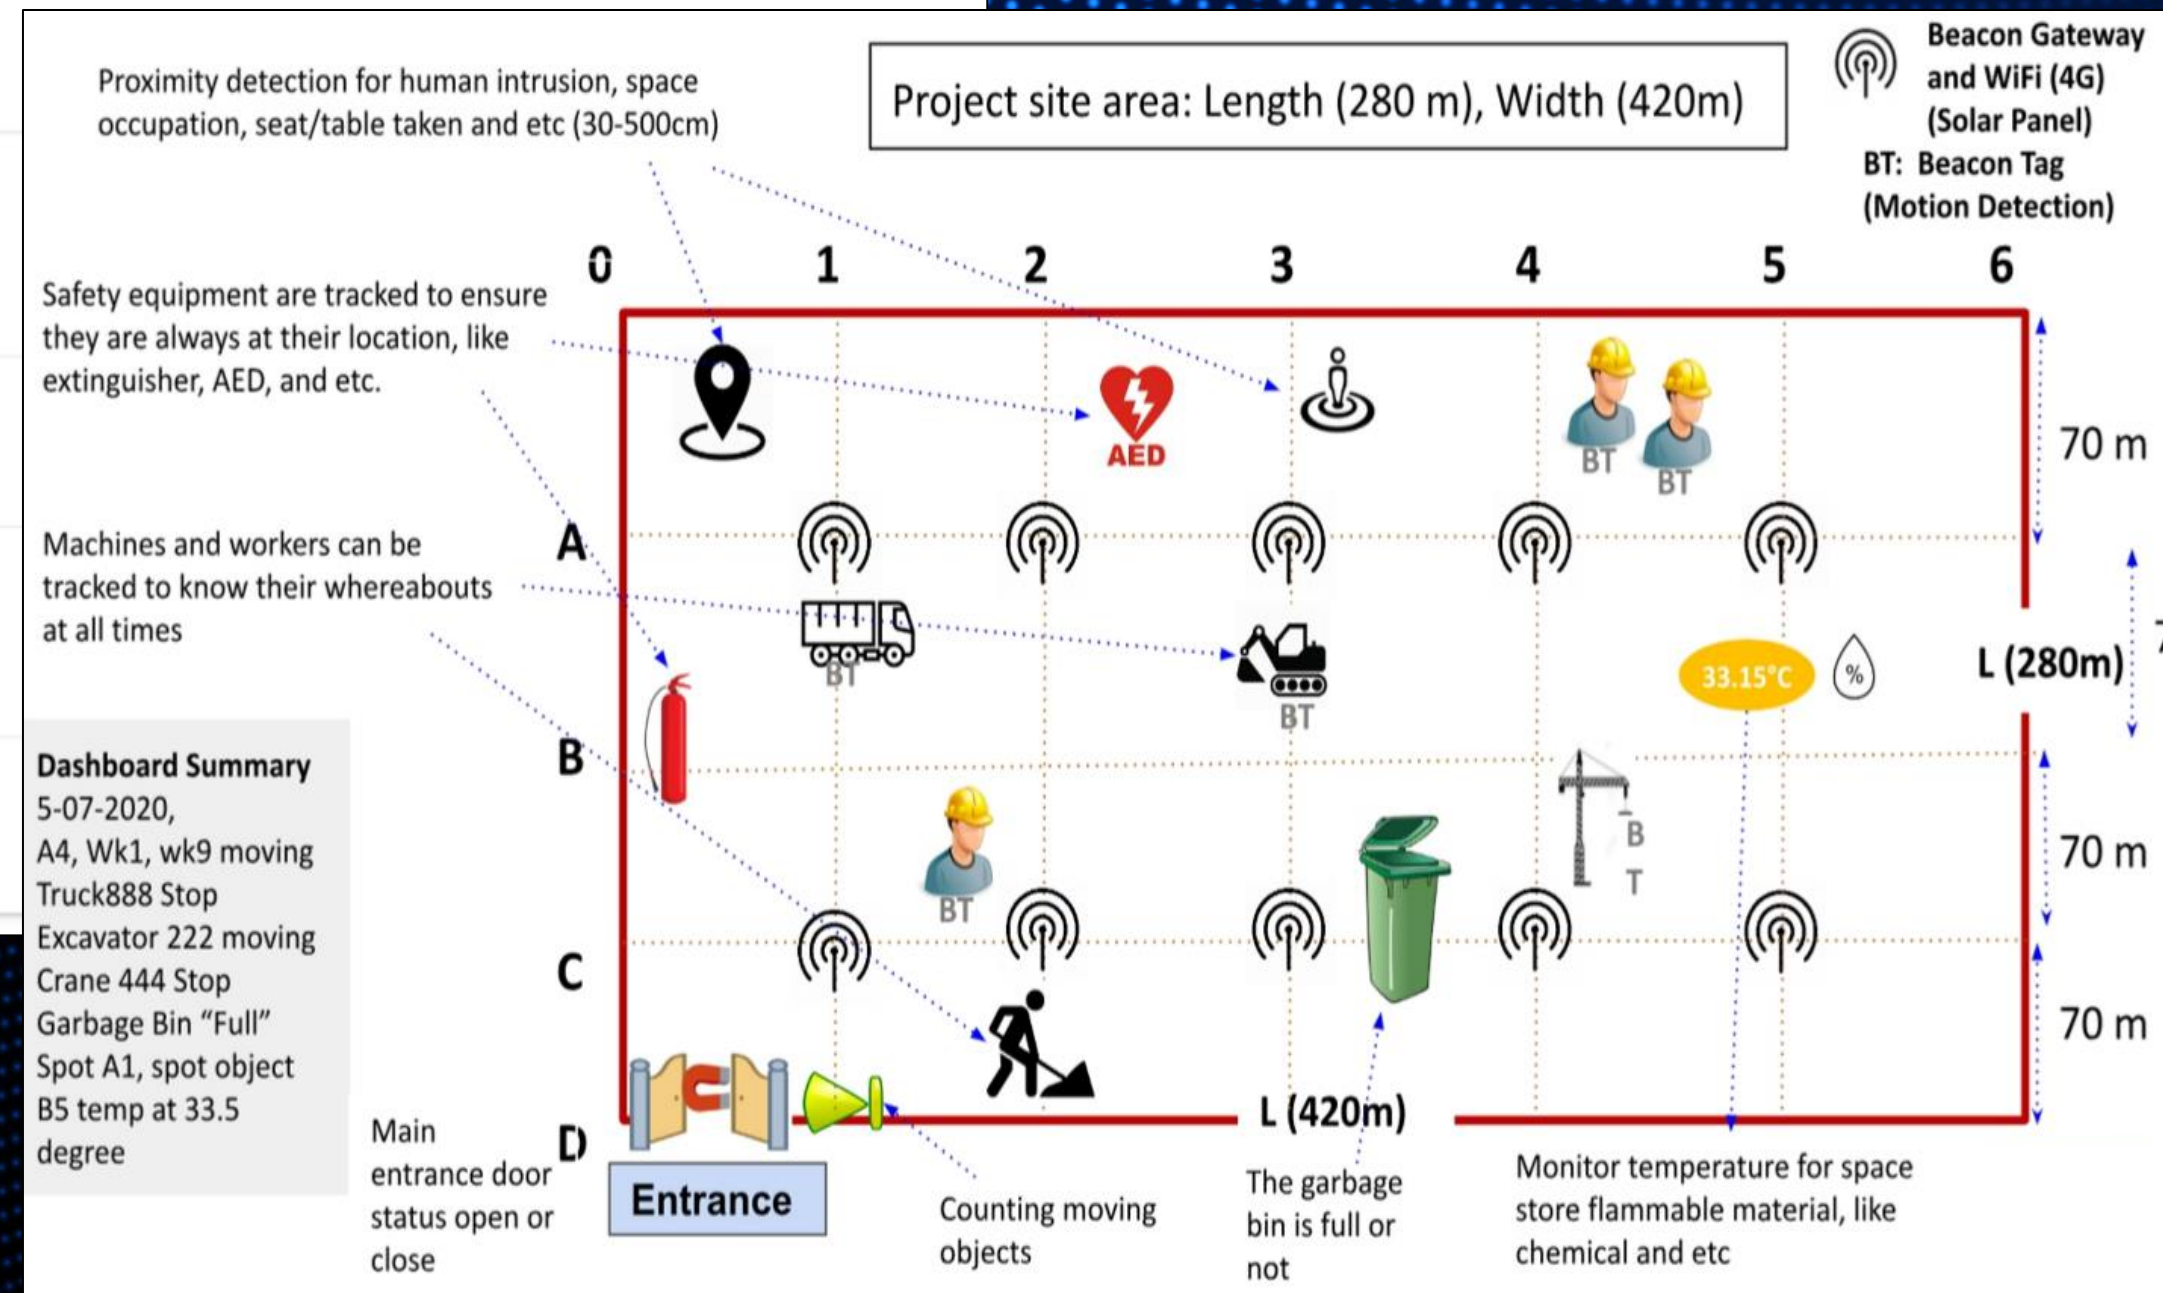 Proximity detection for human intrusion, space
occupation, seat/table taken and etc (30-500cm)
Project site area: Length (280 m), Width (420m)
Beacon Gateway
and WiFi (4G)
(Solar Panel)
BT: Beacon Tag
(Motion Detection)
0 1 2 3 4 5 6
Safety equipment are tracked to ensure
they are always at their location, like
extinguisher, AED, and etc.
AED
BT
BT
70 m
A
Machines and workers can be
tracked to know their whereabouts
at all times
BT
BT
33.15°C
%
L (280m)
B
Dashboard Summary
5-07-2020,
A4, Wk1, wk9 moving
Truck888 Stop
Excavator 222 moving
Crane 444 Stop
Garbage Bin “Full”
Spot A1, spot object
B5 temp at 33.5
degree
BT
B
T
70 m
C
70 m
D
L (420m)
Main
entrance door
status open or
close
Entrance
Counting moving
objects
The garbage
bin is full or
not
Monitor temperature for space
store flammable material, like
chemical and etc